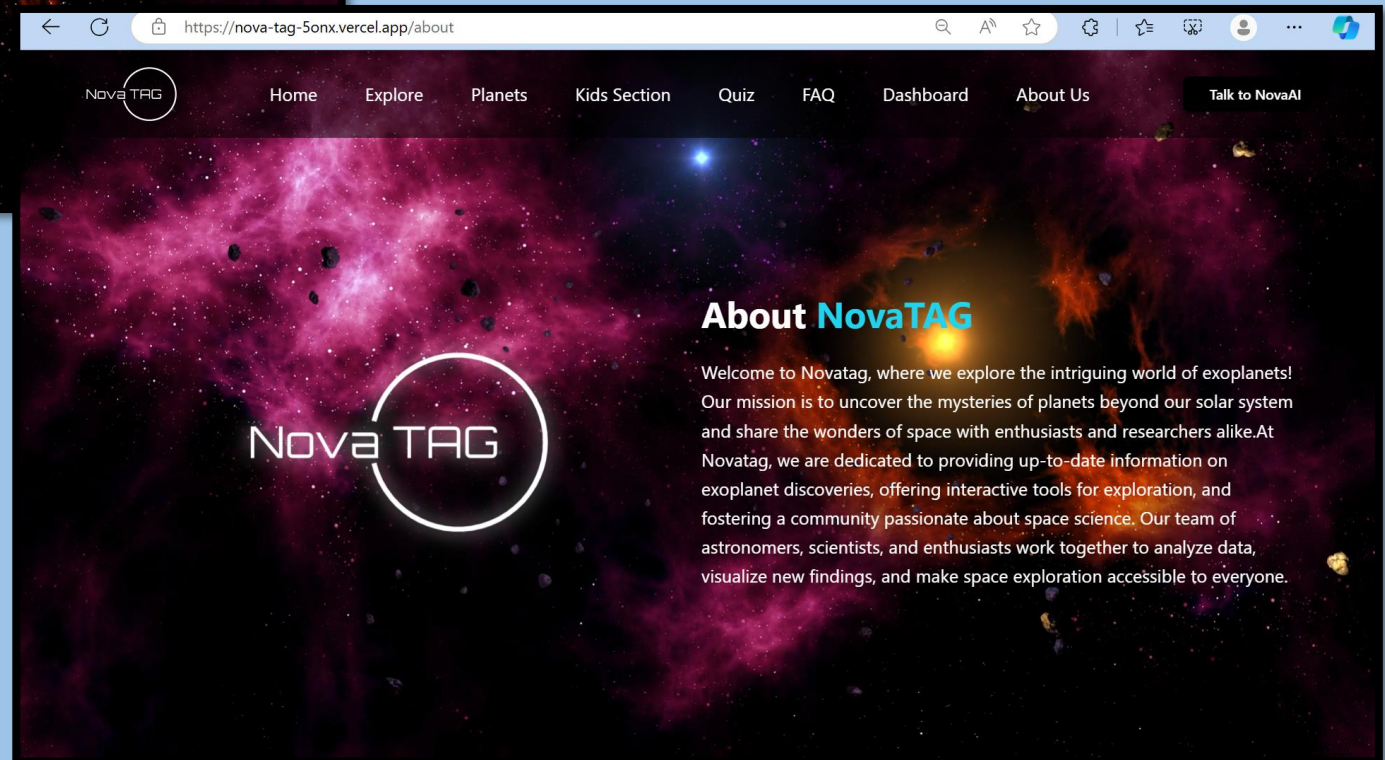 https://nova-tag-5onx.vercel.app/about
Nova TAG
Home Explore Planets Kids Section Quiz FAQ Dashboard About Us Talk to NovaAI
About NovaTAG
Welcome to Novatag, where we explore the intriguing world of exoplanets!
Our mission is to uncover the mysteries of planets beyond our solar system
and share the wonders of space with enthusiasts and researchers alike.At
Novatag, we are dedicated to providing up-to-date information on
exoplanet discoveries, offering interactive tools for exploration, and
fostering a community passionate about space science. Our team of
astronomers, scientists, and enthusiasts work together to analyze data,
visualize new findings, and make space exploration accessible to everyone.
Nova TAG